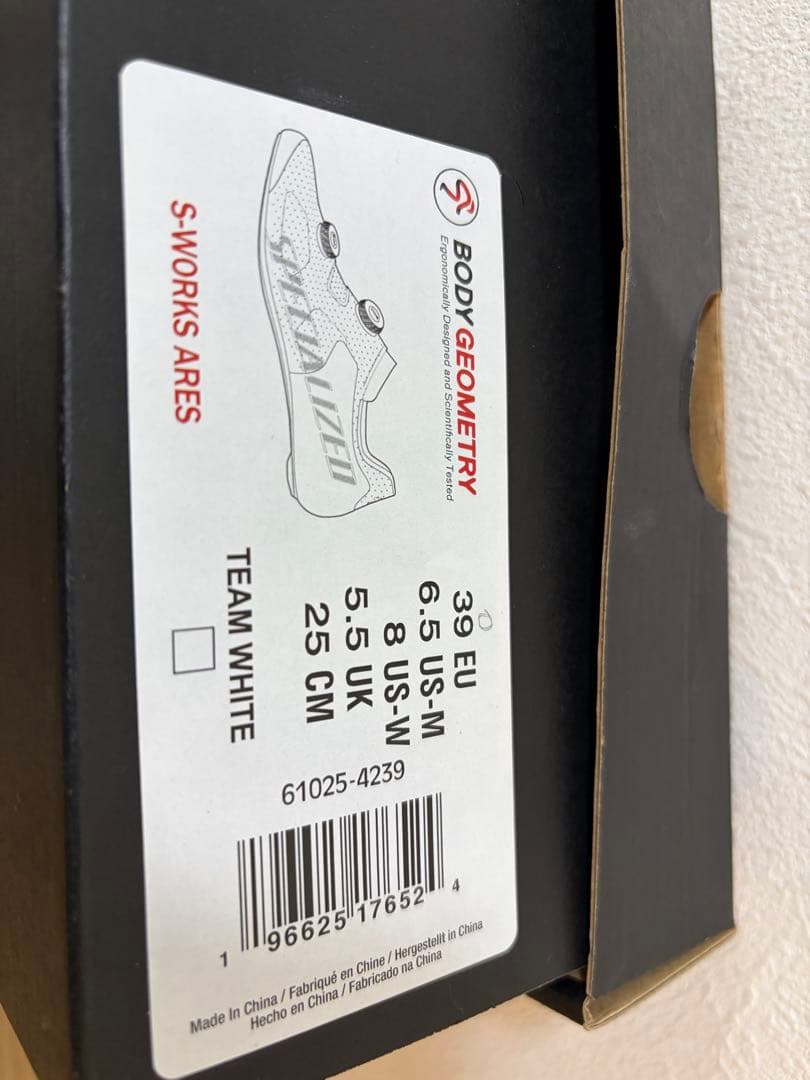 BODY GEOMETRY
Ergonomically Designed and Scientifically Tested
SPECIALIZED
S-WORKS ARES
39 EU
6.5 US-M
8 US-W
5.5 UK
25 CM
TEAM WHITE
61025-4239
1 96625 17652 4
Made In China / Fabriqué en Chine / Hergestellt in China
Hecho en China / Fabricado na China